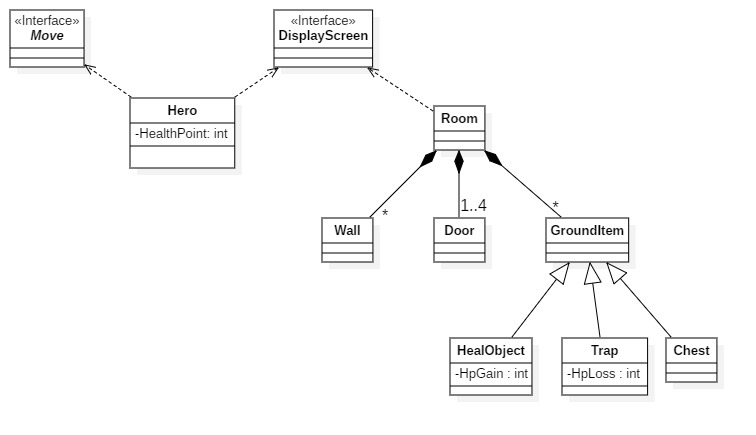 «Interface»
Move
«Interface»
DisplayScreen
Hero
-HealthPoint: int
Room
*
1..4
*
Wall
Door
GroundItem
HealObject
-HpGain : int
Trap
-HpLoss : int
Chest